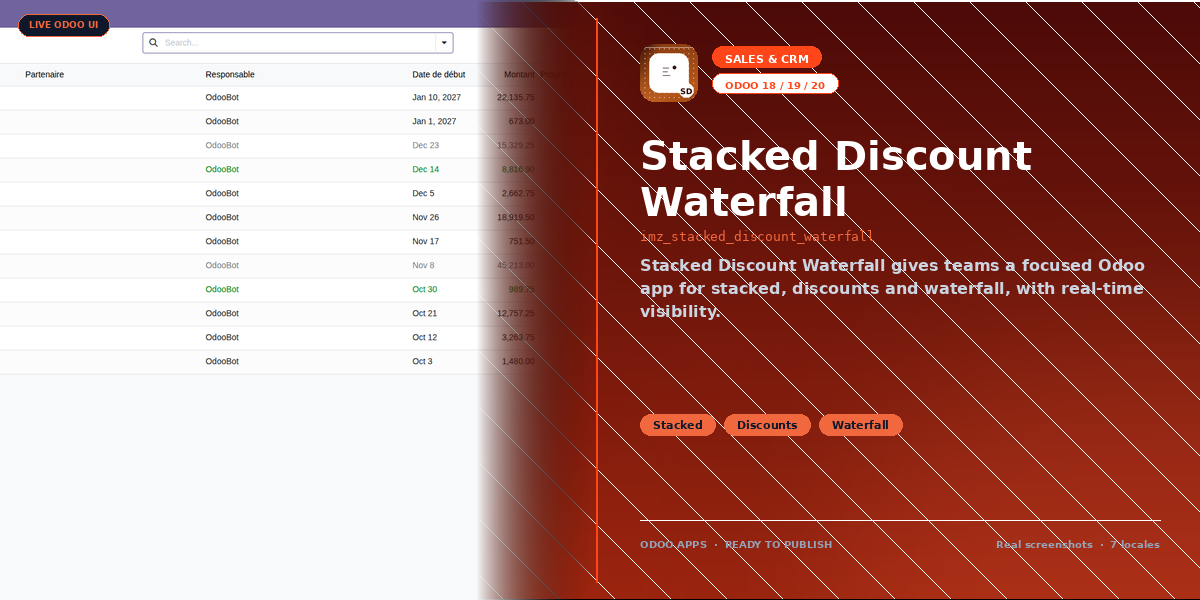 LIVE ODOO UI
Search...
Partenaire Responsable Date de début Montant
OdooBot Jan 10, 2027 22,135.75
OdooBot Jan 1, 2027 673.00
OdooBot Dec 23 15,329.25
OdooBot Dec 14 8,816.90
OdooBot Dec 5 2,662.75
OdooBot Nov 26 18,919.50
OdooBot Nov 17 751.50
OdooBot Nov 8 45,213.00
OdooBot Oct 30 989.75
OdooBot Oct 21 12,757.25
OdooBot Oct 12 3,263.75
OdooBot Oct 3 1,480.00
SD
SALES & CRM
ODOO 18 / 19 / 20
Stacked Discount
Waterfall
imz_stacked_discount_waterfall
Stacked Discount Waterfall gives teams a focused Odoo
app for stacked, discounts and waterfall, with real-time
visibility.
Stacked Discounts Waterfall
ODOO APPS · READY TO PUBLISH
Real screenshots · 7 locales